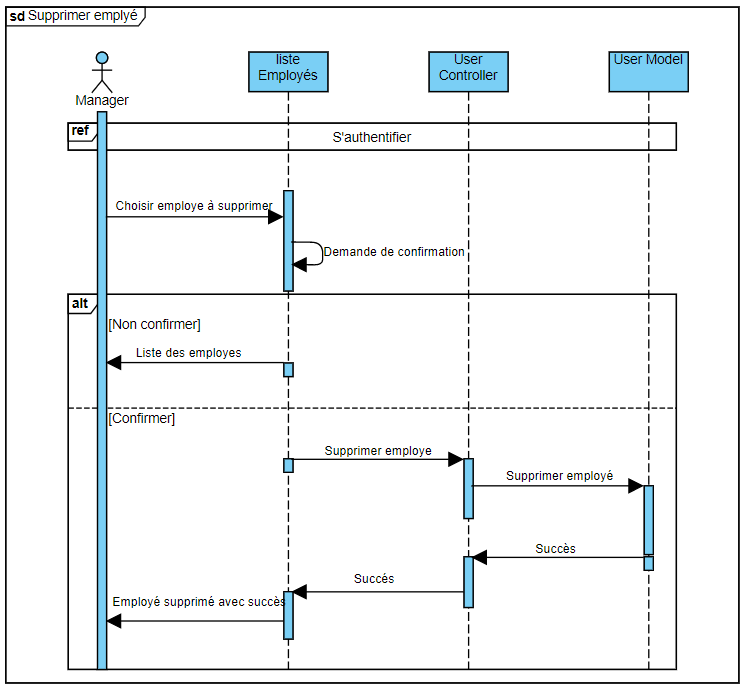 sd Supprimer emplyé
liste
Employés
User
Controller
User Model
Manager
ref
S'authentifier
Choisir employe à supprimer
Demande de confirmation
alt
[Non confirmer]
Liste des employes
[Confirmer]
Supprimer employe
Supprimer employé
Succès
Succés
Employé supprimé avec succès